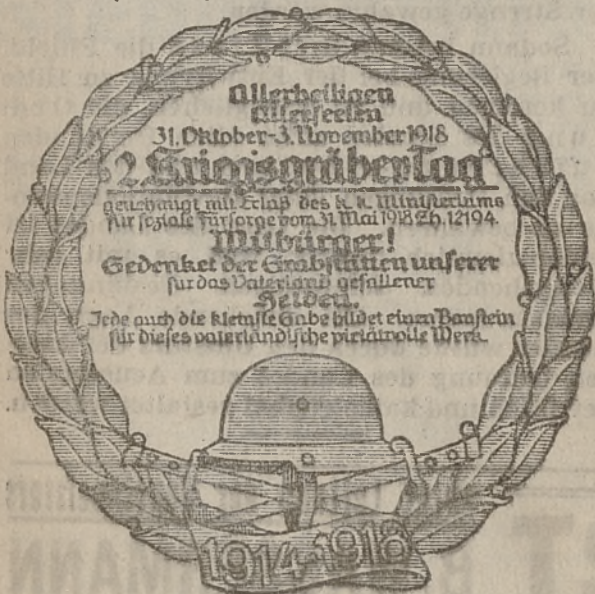 Allerheiligen
Allerseelen
31. Oktober-3. November 1918
2. Kriegsgräbertag
genehmigt mit Erlaß des k. k. Ministeriums
für soziale Fürsorge vom 31. Mai 1918 Zh. 12194.
Mitbürger!
Gedenket der Grabstätten unserer
für das Vaterland gefallener
Helden.
Jede auch die kleinste Gabe bildet einen Baustein
für dieses vaterländische pietätvolle Werk.
1914-1918